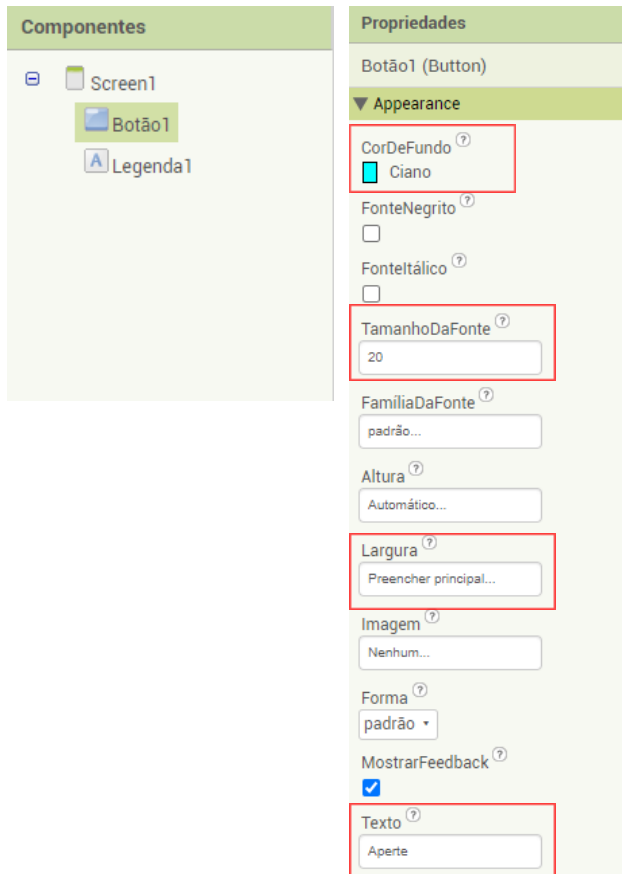 Componentes
Screen1
Botão1
A Legenda1
Propriedades
Botão1 (Button)
Appearance
CorDeFundo ?
Ciano
FonteNegrito ?
FonteItálico ?
TamanhoDaFonte ?
20
FamíliaDaFonte ?
padrão...
Altura ?
Automático...
Largura ?
Preencher principal...
Imagem ?
Nenhum...
Forma ?
padrão
MostrarFeedback ?
Texto ?
Aperte